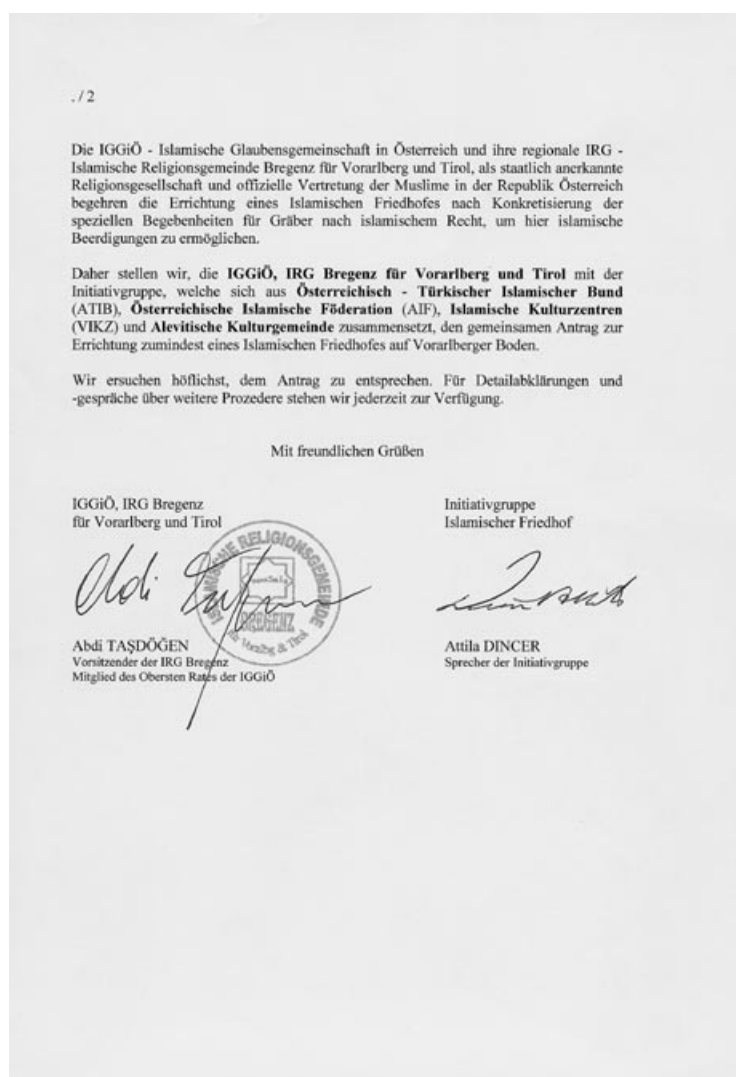 ./2
Die IGGiÖ - Islamische Glaubensgemeinschaft in Österreich und ihre regionale IRG -
Islamische Religionsgemeinde Bregenz für Vorarlberg und Tirol, als staatlich anerkannte
Religionsgesellschaft und offizielle Vertretung der Muslime in der Republik Österreich
begehren die Errichtung eines Islamischen Friedhofes nach Konkretisierung der
speziellen Begebenheiten für Gräber nach islamischem Recht, um hier islamische
Beerdigungen zu ermöglichen.
Daher stellen wir, die IGGiÖ, IRG Bregenz für Vorarlberg und Tirol mit der
Initiativgruppe, welche sich aus Österreichisch - Türkischer Islamischer Bund
(ATIB), Österreichische Islamische Föderation (AIF), Islamische Kulturzentren
(VIKZ) und Alevitische Kulturgemeinde zusammensetzt, den gemeinsamen Antrag zur
Errichtung zumindest eines Islamischen Friedhofes auf Vorarlberger Boden.
Wir ersuchen höflichst, dem Antrag zu entsprechen. Für Detailabklärungen und
-gespräche über weitere Prozedere stehen wir jederzeit zur Verfügung.
Mit freundlichen Grüßen
IGGiÖ, IRG Bregenz
für Vorarlberg und Tirol
Initiativgruppe
Islamischer Friedhof
ISLAMISCHE RELIGIONSGEMEINDE
BREGENZ
für Vorarlbg & Tirol
Abdi TAŞDÖĞEN
Vorsitzender der IRG Bregenz
Mitglied des Obersten Rates der IGGiÖ
Attila DINCER
Sprecher der Initiativgruppe